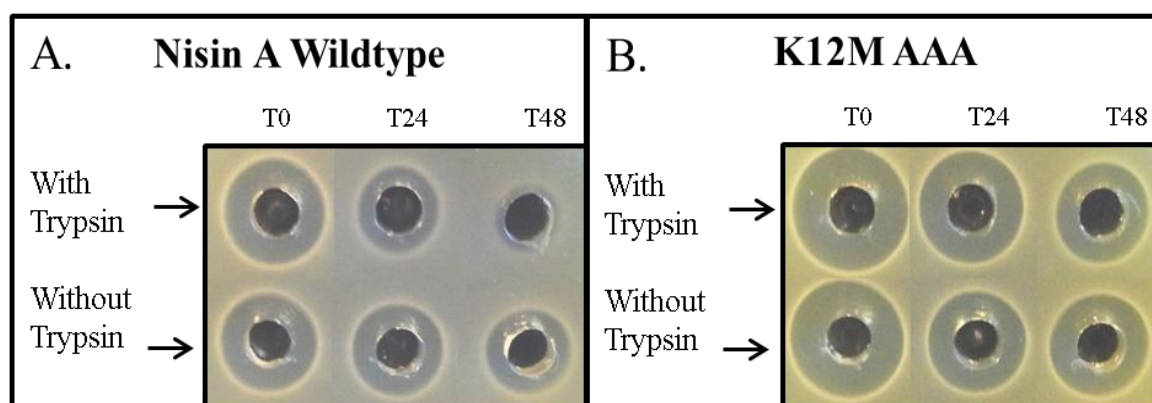 A. Nisin A Wildtype
T0 T24 T48
With
Trypsin
Without
Trypsin
B. K12M AAA
T0 T24 T48
With
Trypsin
Without
Trypsin